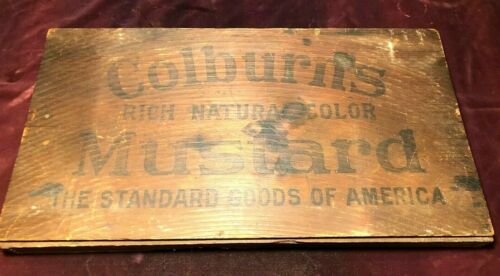 Colburn's
RICH NATURAL COLOR
Mustard
THE STANDARD GOODS OF AMERICA